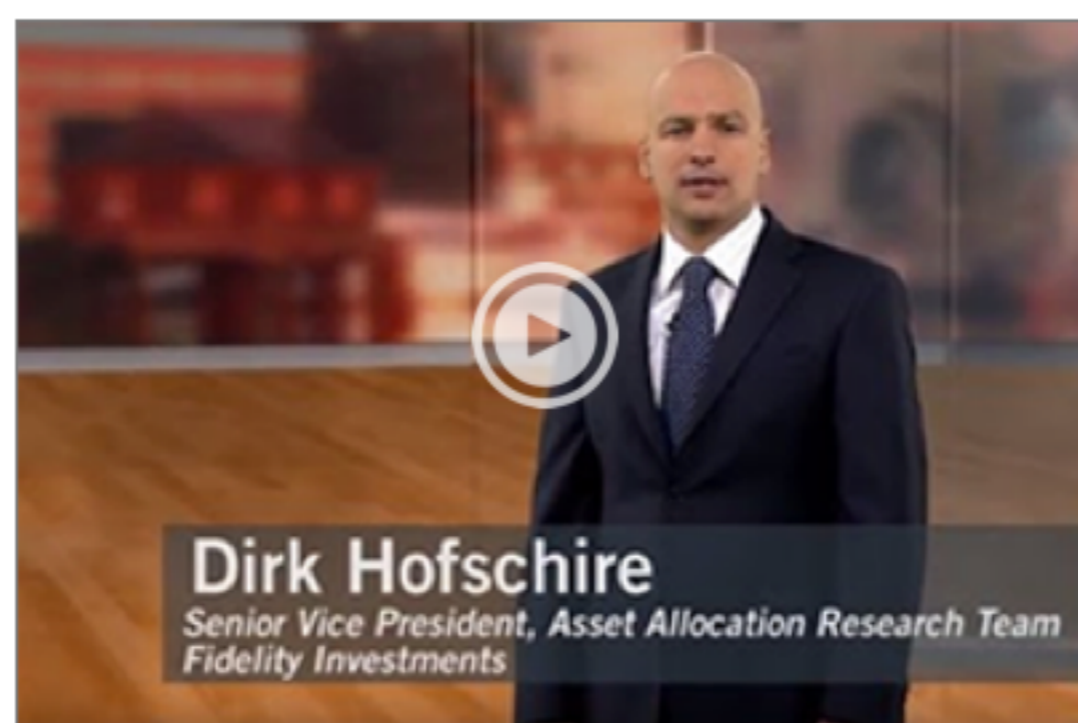 Dirk Hofschire
Senior Vice President, Asset Allocation Research Team
Fidelity Investments